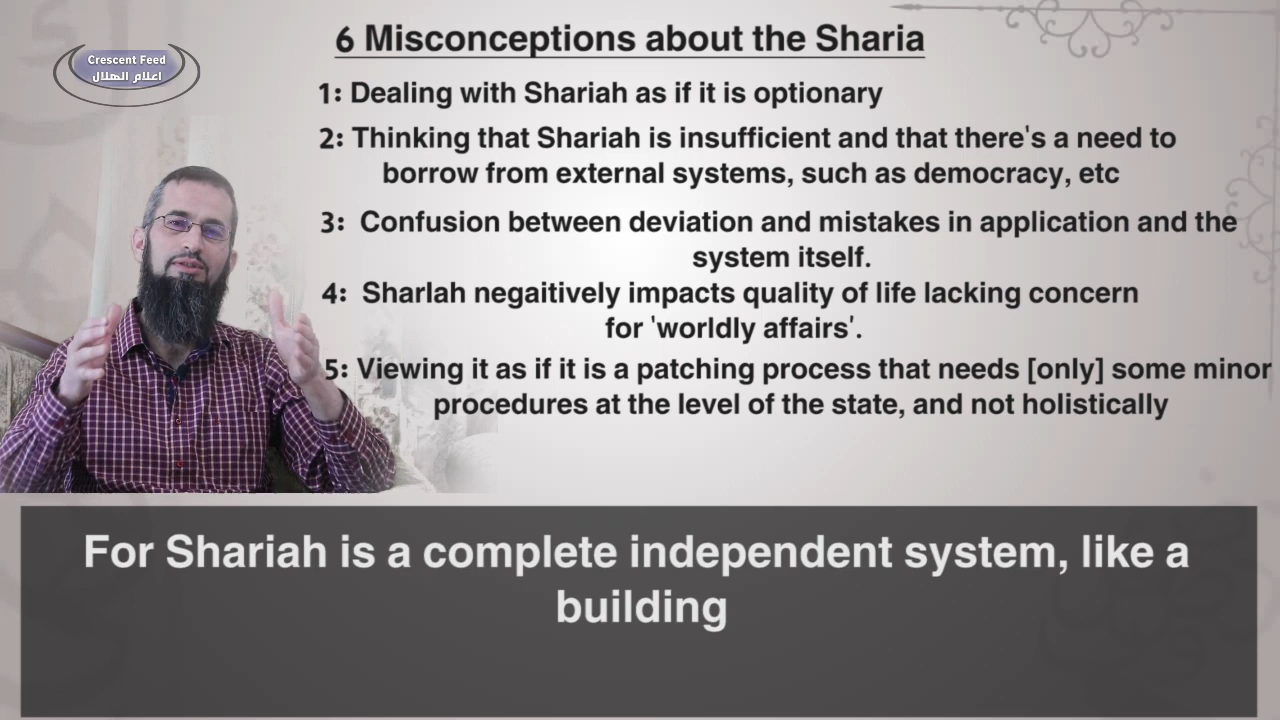 Crescent Feed
اعلام الهلال
6 Misconceptions about the Sharia
1: Dealing with Shariah as if it is optionary
2: Thinking that Shariah is insufficient and that there's a need to
borrow from external systems, such as democracy, etc
3: Confusion between deviation and mistakes in application and the
system itself.
4: Sharlah negaitively impacts quality of life lacking concern
for 'worldly affairs'.
5: Viewing it as if it is a patching process that needs [only] some minor
procedures at the level of the state, and not holistically
For Shariah is a complete independent system, like a
building